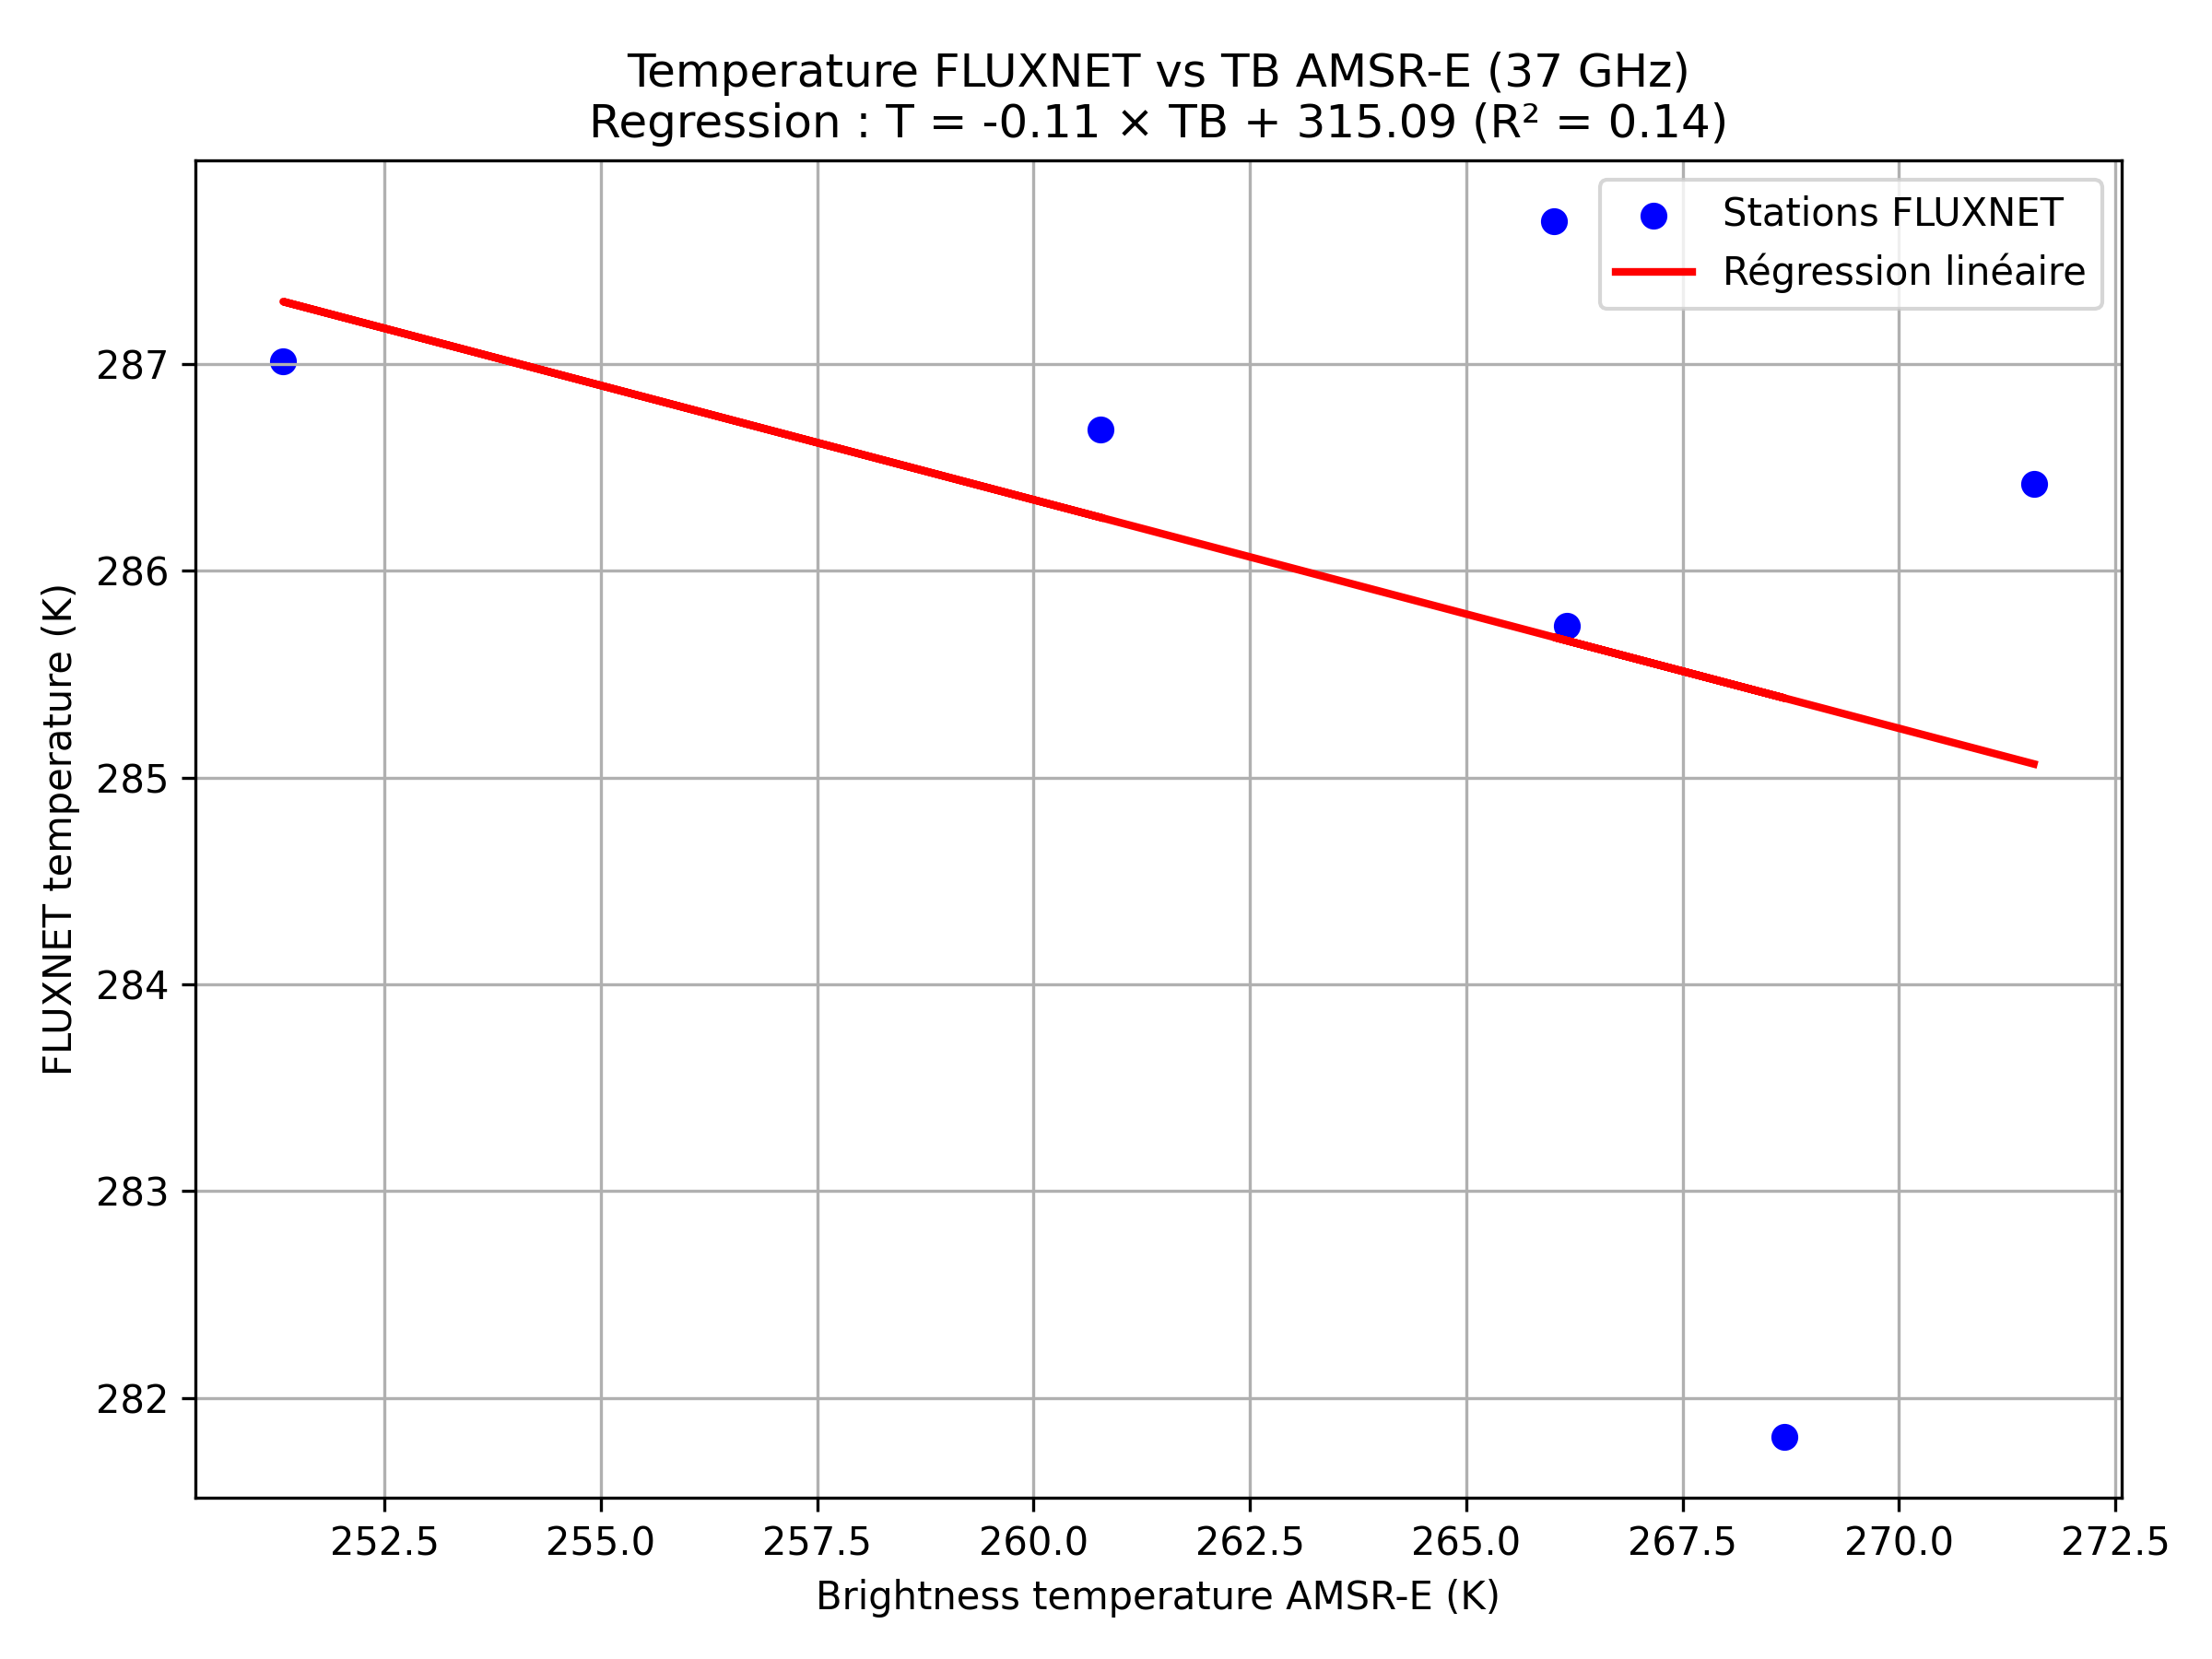 Temperature FLUXNET vs TB AMSR-E (37 GHz)
Regression : T = -0.11 × TB + 315.09 (R² = 0.14)
Stations FLUXNET
Régression linéaire
FLUXNET temperature (K)
287
286
285
284
283
282
252.5 255.0 257.5 260.0 262.5 265.0 267.5 270.0 272.5
Brightness temperature AMSR-E (K)